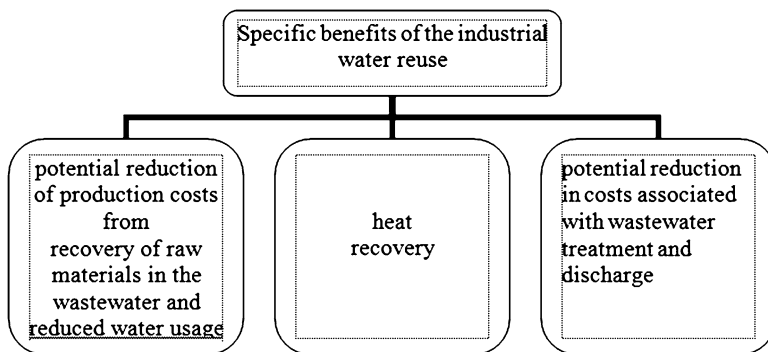 Specific benefits of the industrial
water reuse
potential reduction
of production costs
from
recovery of raw
materials in the
wastewater and
reduced water usage
heat
recovery
potential reduction
in costs associated
with wastewater
treatment and
discharge